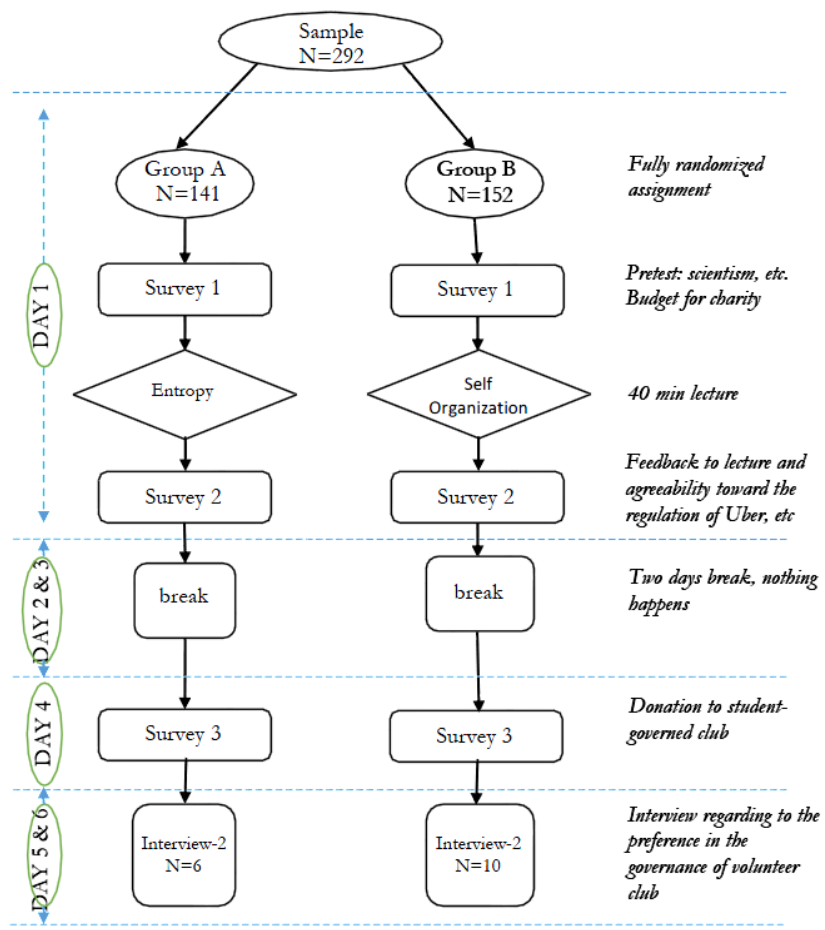 Sample
N=292
Group A
N=141
Group B
N=152
Fully randomized
assignment
DAY 1
Survey 1
Survey 1
Pretest: scientism, etc.
Budget for charity
Entropy
Self
Organization
40 min lecture
Survey 2
Survey 2
Feedback to lecture and
agreeability toward the
regulation of Uber, etc
DAY 2 & 3
break
break
Two days break, nothing
happens
DAY 4
Survey 3
Survey 3
Donation to student-
governed club
DAY 5 & 6
Interview-2
N=6
Interview-2
N=10
Interview regarding to the
preference in the
governance of volunteer
club